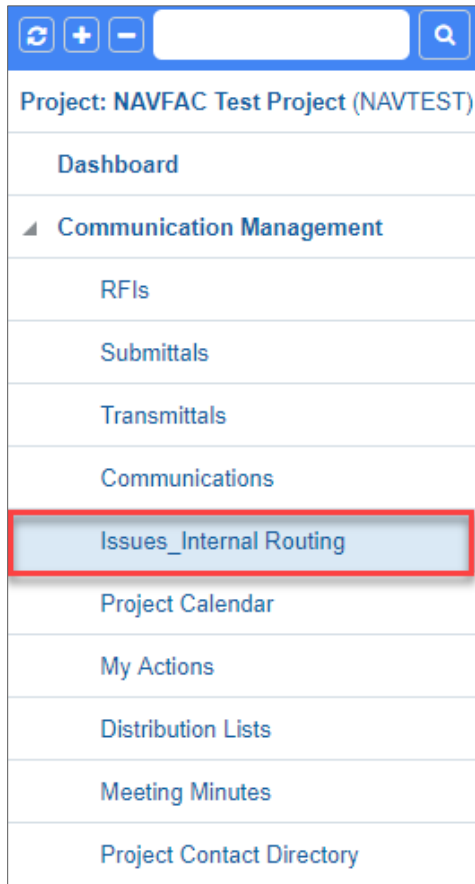 Project: NAVFAC Test Project (NAVTEST)
Dashboard
Communication Management
RFIs
Submittals
Transmittals
Communications
Issues_Internal Routing
Project Calendar
My Actions
Distribution Lists
Meeting Minutes
Project Contact Directory